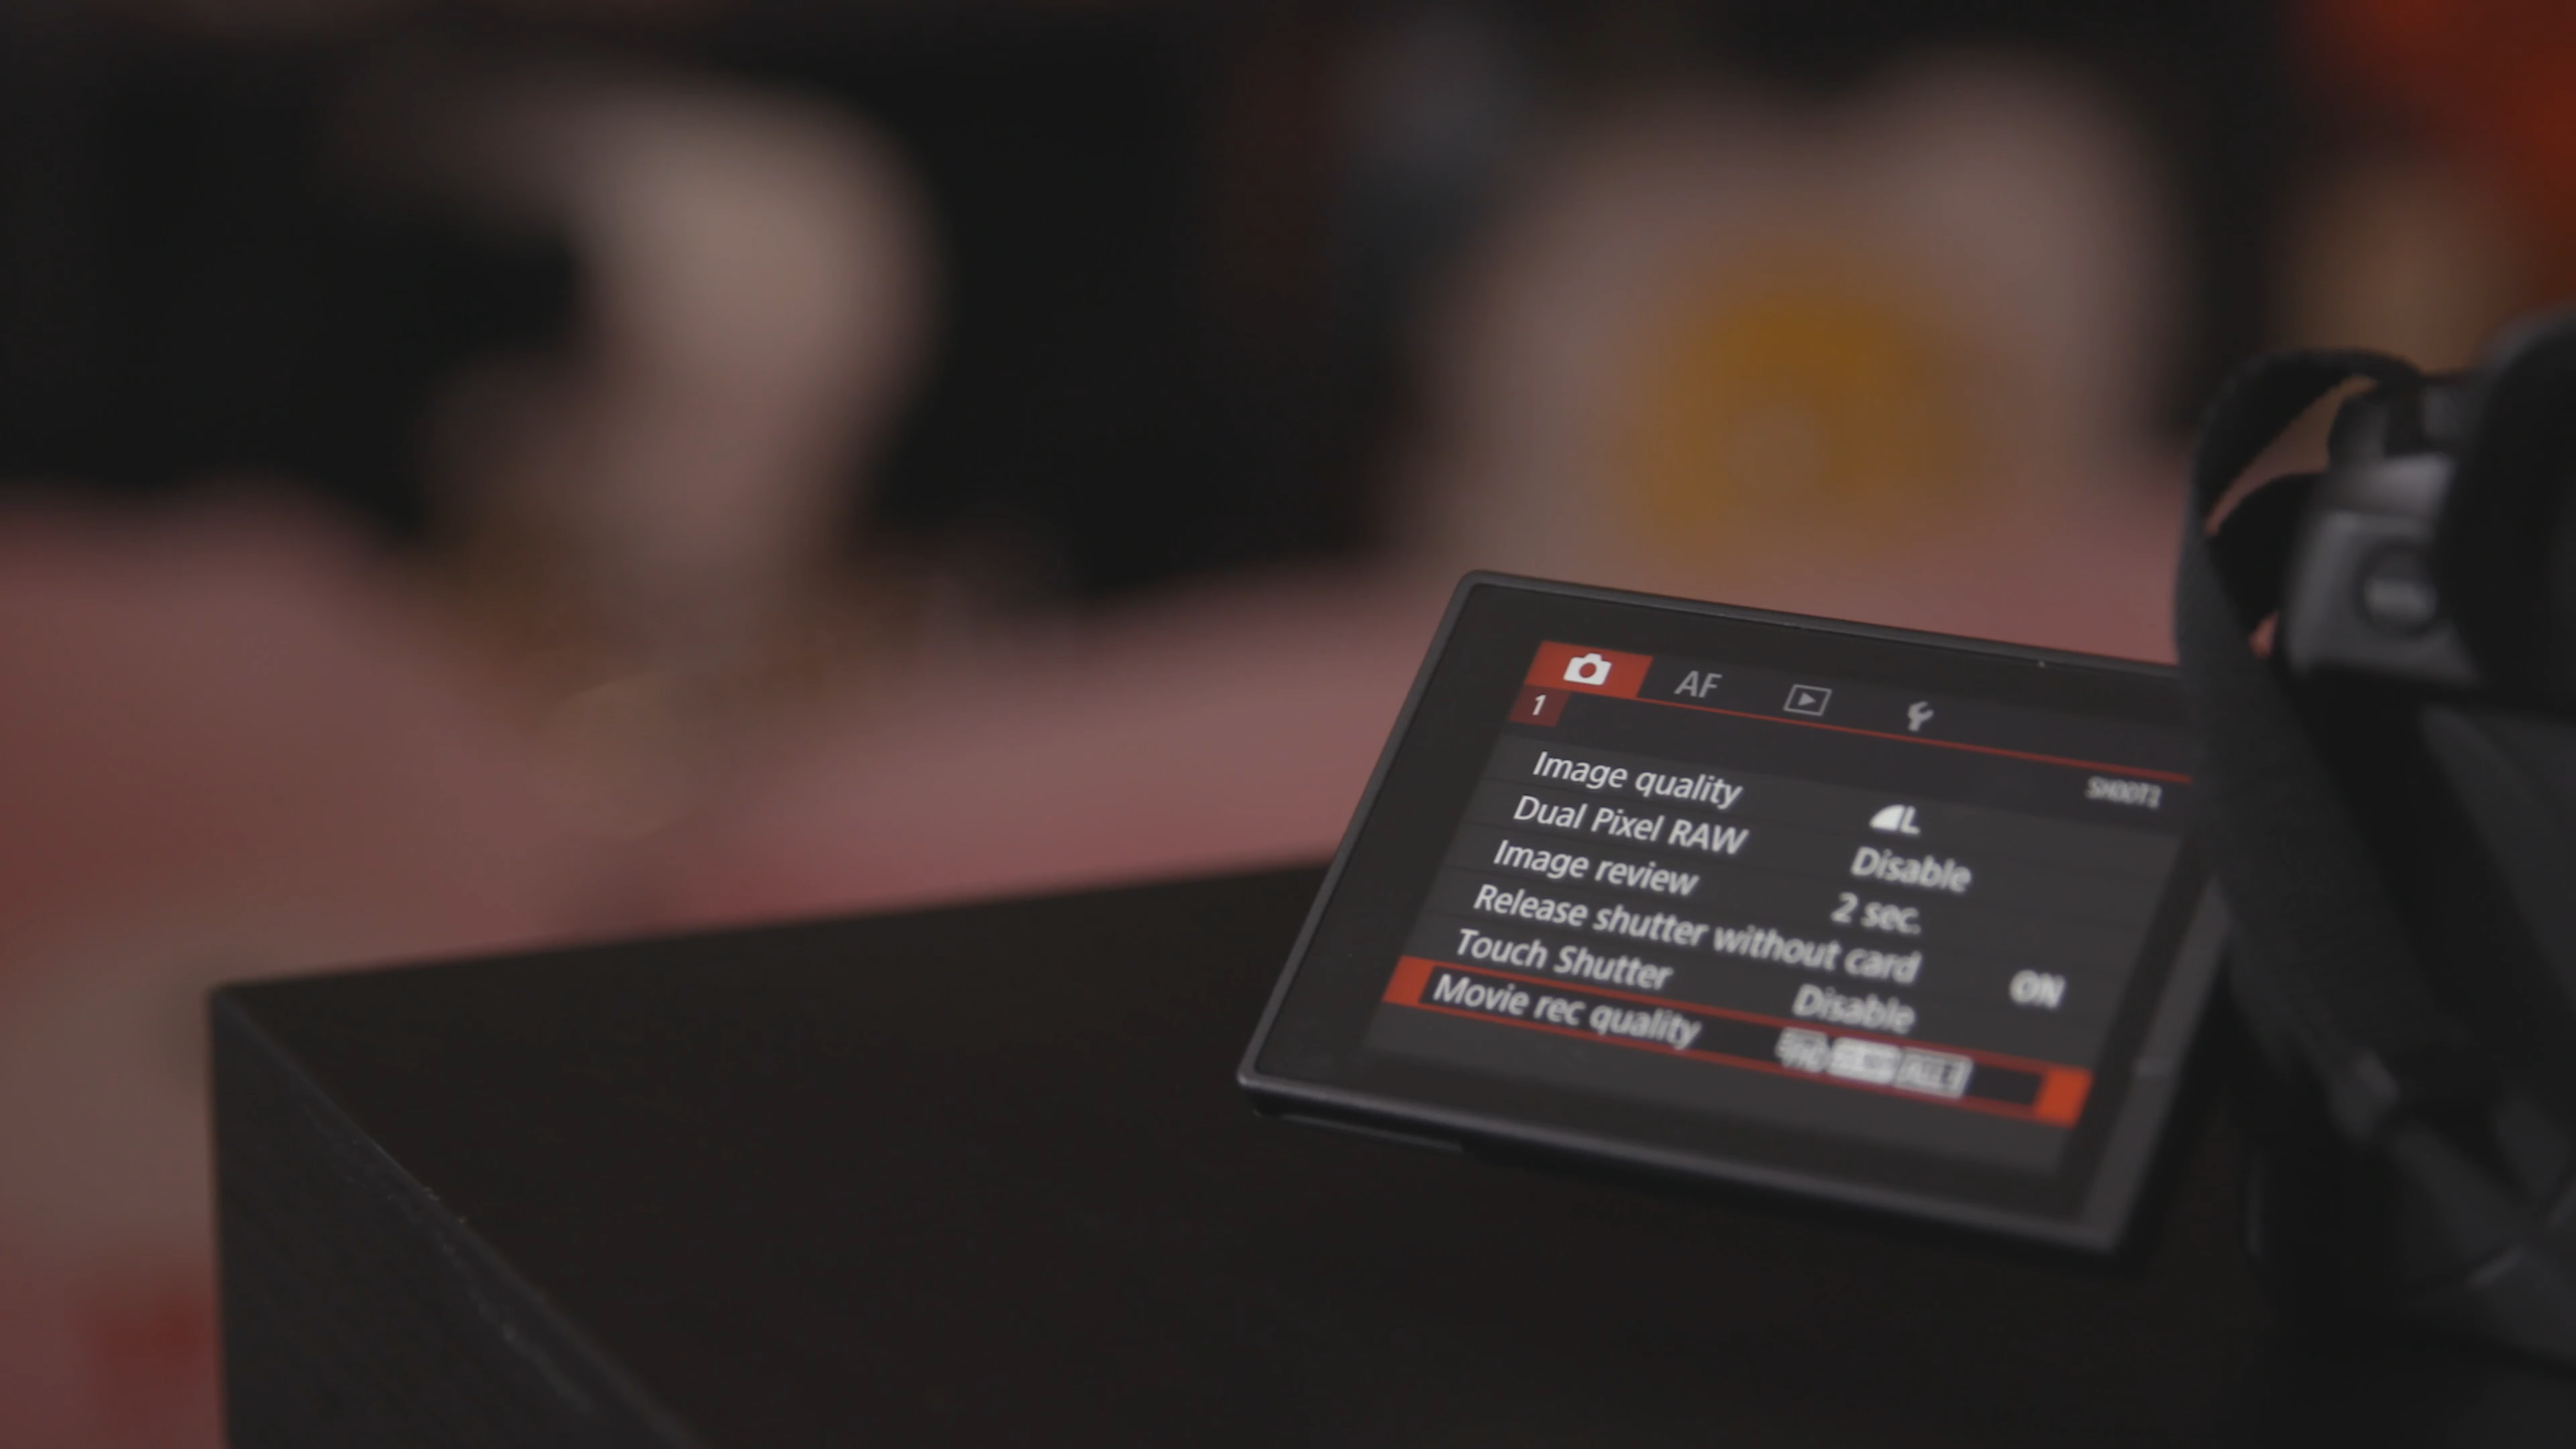 AF
1
SHOOT1
Image quality L
Dual Pixel RAW Disable
Image review 2 sec.
Release shutter without card ON
Touch Shutter Disable
Movie rec quality